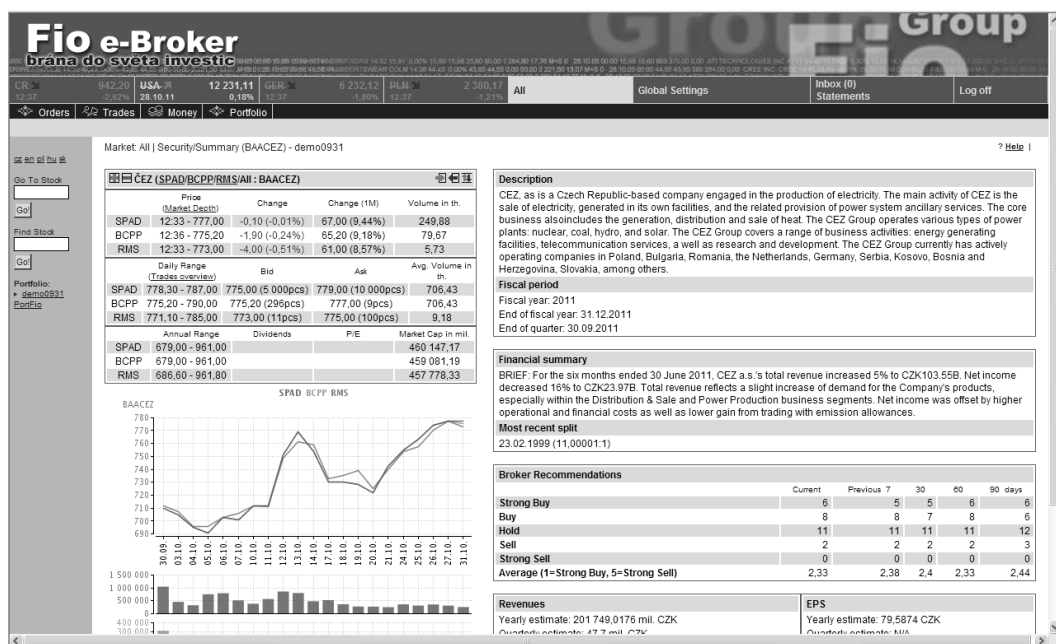 Group
Fio e-Broker
Group
brána do světa investic
Fio
CR 942,20 USA 12 231,11 GER 6 232,12 PLN 2 380,17
12:37 -2,62% 28.10.11 0,18% 12:37 -1,80% 12:37 -1,21%
All Global Settings Inbox (0) Statements Log off
Orders Trades Money Portfolio
Market: All | Security/Summary (BAACEZ) - demo0931
? Help |
cz en pl hu sk
Go To Stock
Go!
Find Stock
Go!
Portfolio:
demo0931
PortFio
ČEZ (SPAD/BCPP/RMS/All : BAACEZ)
Price (Market Depth) Change Change (1M) Volume in th.
SPAD 12:33 - 777,00 -0,10 (-0,01%) 67,00 (9,44%) 249,88
BCPP 12:36 - 775,20 -1,90 (-0,24%) 65,20 (9,18%) 79,67
RMS 12:33 - 773,00 -4,00 (-0,51%) 61,00 (8,57%) 5,73
Daily Range (Trades overview) Bid Ask Avg. Volume in th.
SPAD 778,30 - 787,00 775,00 (5 000pcs) 779,00 (10 000pcs) 706,43
BCPP 775,20 - 790,00 775,20 (296pcs) 777,00 (9pcs) 706,43
RMS 771,10 - 785,00 773,00 (11pcs) 775,00 (100pcs) 9,18
Annual Range Dividends P/E Market Cap in mil.
SPAD 679,00 - 961,00 460 147,17
BCPP 679,00 - 961,00 459 081,19
RMS 686,60 - 961,80 457 778,33
SPAD BCPP RMS
BAACEZ
780
770
760
750
740
730
720
710
700
690
30.09. 03.10. 04.10. 05.10. 06.10. 07.10. 10.10. 11.10. 12.10. 13.10. 14.10. 17.10. 18.10. 19.10. 20.10. 21.10. 24.10. 25.10. 26.10. 27.10. 31.10.
1 500 000
1 000 000
500 000
0
400 000
300 000
Description
CEZ, as is a Czech Republic-based company engaged in the production of electricity. The main activity of CEZ is the
sale of electricity, generated in its own facilities, and the related provision of power system ancillary services. The core
business alsoincludes the generation, distribution and sale of heat. The CEZ Group operates various types of power
plants: nuclear, coal, hydro, and solar. The CEZ Group covers a range of business activities: energy generating
facilities, telecommunication services, a well as research and development. The CEZ Group currently has actively
operating companies in Poland, Bulgaria, Romania, the Netherlands, Germany, Serbia, Kosovo, Bosnia and
Herzegovina, Slovakia, among others.
Fiscal period
Fiscal year: 2011
End of fiscal year: 31.12.2011
End of quarter: 30.09.2011
Financial summary
BRIEF: For the six months ended 30 June 2011, CEZ a.s.'s total revenue increased 5% to CZK103.55B. Net income
decreased 16% to CZK23.97B. Total revenue reflects a slight increase of demand for the Company's products,
especially within the Distribution & Sale and Power Production business segments. Net income was offset by higher
operational and financial costs as well as lower gain from trading with emission allowances.
Most recent split
23.02.1999 (11,00001:1)
Broker Recommendations
Current Previous 7 30 60 90 days
Strong Buy 6 5 5 6 6
Buy 8 8 7 8 6
Hold 11 11 11 11 12
Sell 2 2 2 2 3
Strong Sell 0 0 0 0 0
Average (1=Strong Buy, 5=Strong Sell) 2,33 2,38 2,4 2,33 2,44
Revenues EPS
Yearly estimate: 201 749,0176 mil. CZK Yearly estimate: 79,5874 CZK
Quarterly estimate: 47,7 mil. CZK Quarterly estimate: N/A